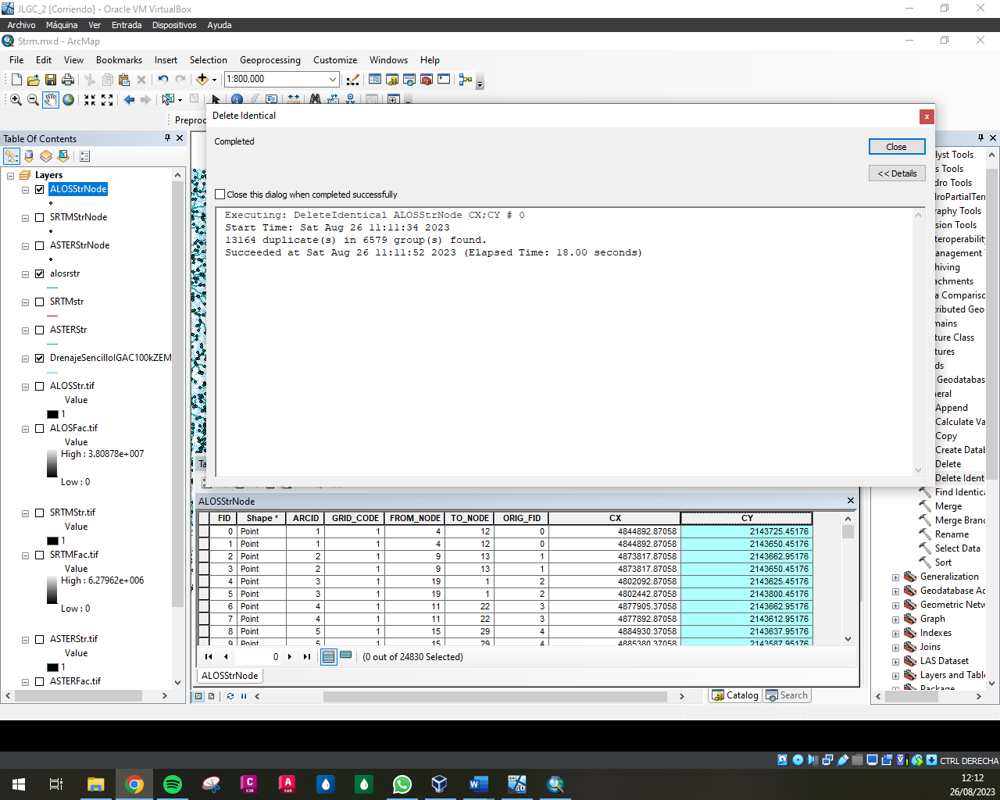 JLGC_2 [Corriendo] - Oracle VM VirtualBox
Archivo Máquina Ver Entrada Dispositivos Ayuda
Strm.mxd - ArcMap
File Edit View Bookmarks Insert Selection Geoprocessing Customize Windows Help
1:800,000
Preproc
Table Of Contents
Layers
ALOSStrNode
SRTMStrNode
ASTERStrNode
alosrstr
SRTMstr
ASTERStr
DrenajeSencilloIGAC100kZEM
ALOSStr.tif
Value
1
ALOSFac.tif
Value
High : 3.80878e+007
Low : 0
SRTMStr.tif
Value
1
SRTMFac.tif
Value
High : 6.27962e+006
Low : 0
ASTERStr.tif
Value
1
ASTERFac.tif
Delete Identical
Completed
Close
<< Details
Close this dialog when completed successfully
Executing: DeleteIdentical ALOSStrNode CX;CY # 0
Start Time: Sat Aug 26 11:11:34 2023
13164 duplicate(s) in 6579 group(s) found.
Succeeded at Sat Aug 26 11:11:52 2023 (Elapsed Time: 18.00 seconds)
Ta
ALOSStrNode
FID Shape * ARCID GRID_CODE FROM_NODE TO_NODE ORIG_FID CX CY
0 Point 1 1 4 12 0 4844892.87058 2143725.45176
1 Point 1 1 4 12 0 4844892.87058 2143650.45176
2 Point 2 1 9 13 1 4873817.87058 2143662.95176
3 Point 2 1 9 13 1 4873817.87058 2143650.45176
4 Point 3 1 19 1 2 4802092.87058 2143625.45176
5 Point 3 1 19 1 2 4802442.87058 2143800.45176
6 Point 4 1 11 22 3 4877905.37058 2143662.95176
7 Point 4 1 11 22 3 4877892.87058 2143612.95176
8 Point 5 1 15 29 4 4884930.37058 2143637.95176
9 Point 5 1 15 29 4 4885380.37058 2143587.95176
0 (0 out of 24830 Selected)
ALOSStrNode
Catalog Search
lyst Tools
s Tools
dro Tools
droPartialTerr
graphy Tools
rsion Tools
teroperability
anagement
hiving
achments
a Compariso
tributed Geo
mains
ture Class
tures
ds
Geodatabas
eral
Append
Calculate Va
Copy
Create Datab
Delete
Delete Ident
Find Identica
Merge
Merge Branc
Rename
Select Data
Sort
Generalization
Geodatabase Ad
Geometric Netw
Graph
Indexes
Joins
LAS Dataset
Layers and Table
Package
CTRL DERECHA
12:12
26/08/2023